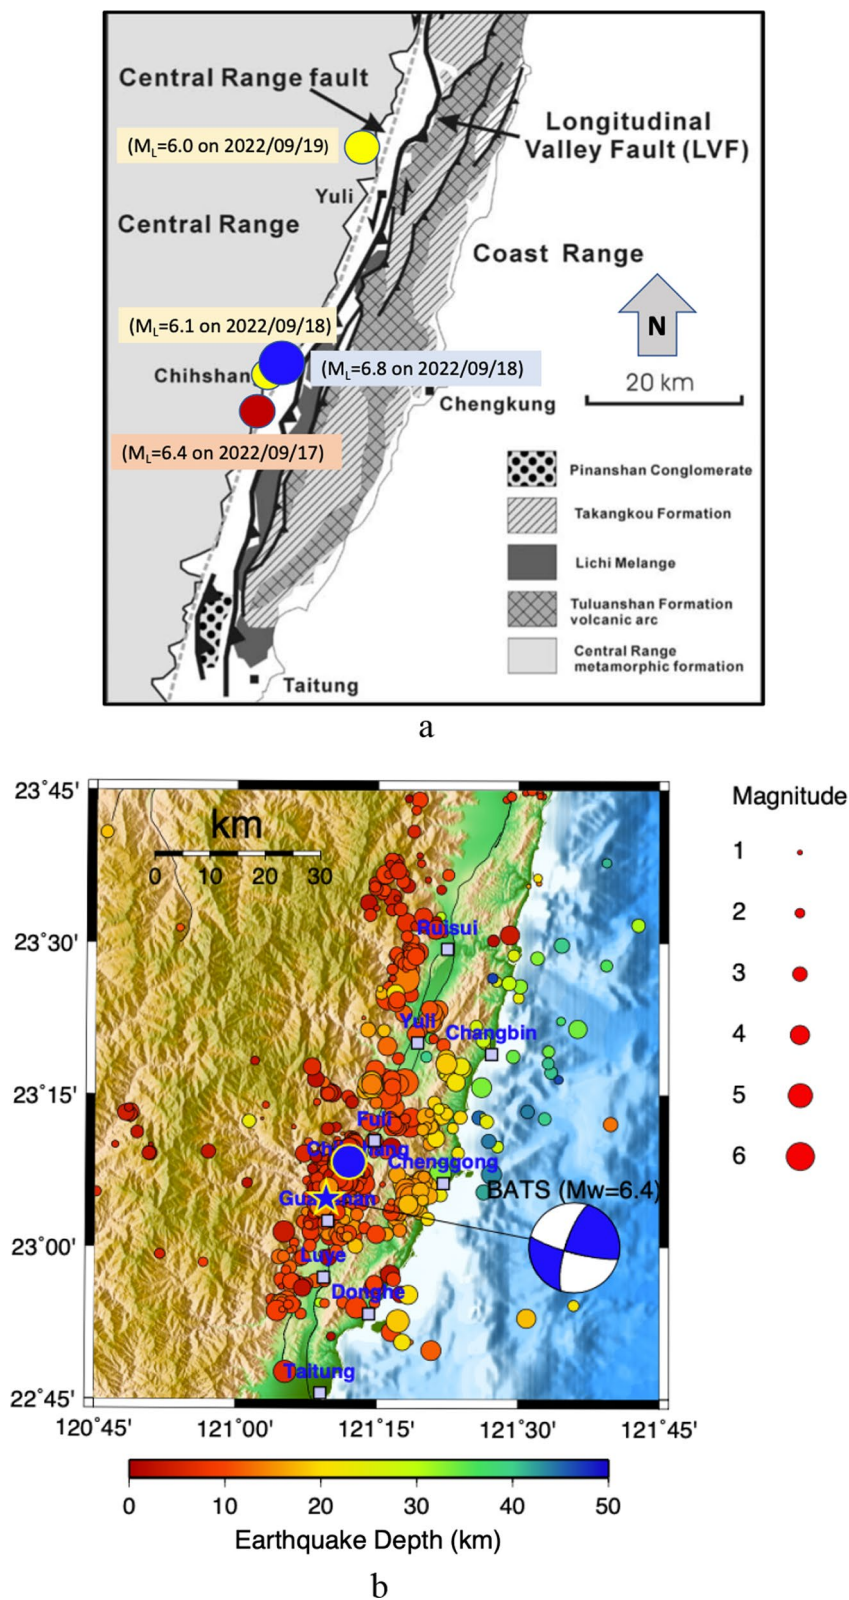 Central Range fault
(ML=6.0 on 2022/09/19)
Longitudinal
Valley Fault (LVF)
Yuli
Central Range
Coast Range
N
20 km
(ML=6.1 on 2022/09/18)
Chihshan
(ML=6.8 on 2022/09/18)
Chengkung
(ML=6.4 on 2022/09/17)
Pinanshan Conglomerate
Takangkou Formation
Lichi Melange
Tuluanshan Formation
volcanic arc
Central Range
metamorphic formation
Taitung
a
23°45'
23°30'
23°15'
23°00'
22°45'
km
0 10 20 30
Ruisui
Yuli
Changbin
Fuli
Chenggong
BATS (Mw=6.4)
Luye
Donghe
Taitung
120°45' 121°00' 121°15' 121°30' 121°45'
Magnitude
1
2
3
4
5
6
0 10 20 30 40 50
Earthquake Depth (km)
b